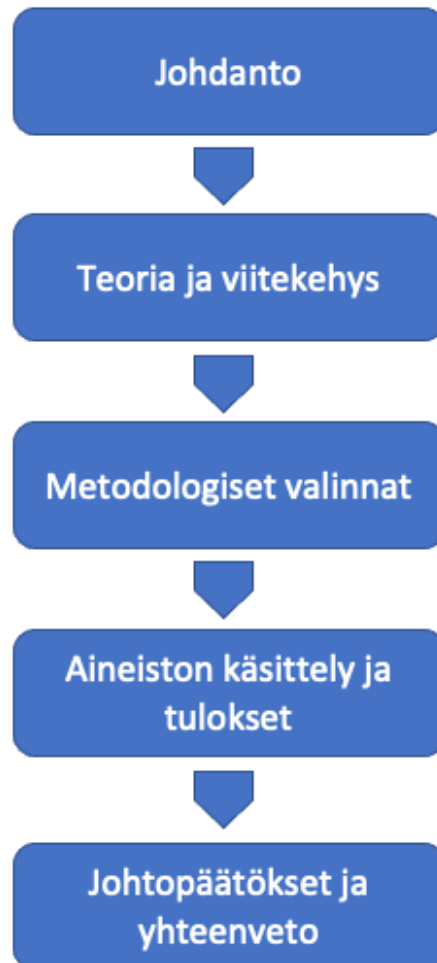 Johdanto
Teoria ja viitekehys
Metodologiset valinnat
Aineiston käsittely ja
tulokset
Johtopäätökset ja
yhteenveto